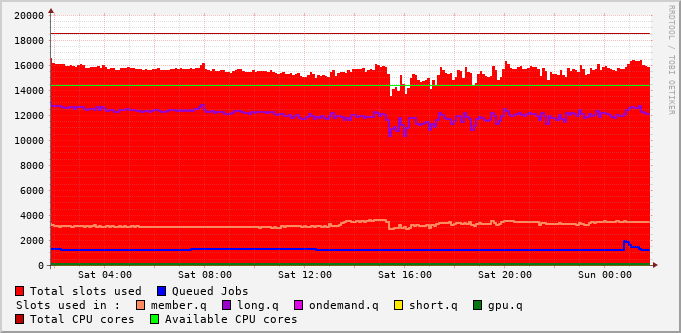 20000
18000
16000
14000
12000
10000
8000
6000
4000
2000
0
Sat 04:00 Sat 08:00 Sat 12:00 Sat 16:00 Sat 20:00 Sun 00:00
RRDTOOL / TOBI OETIKER
Total slots used Queued Jobs
Slots used in : member.q long.q ondemand.q short.q gpu.q
Total CPU cores Available CPU cores